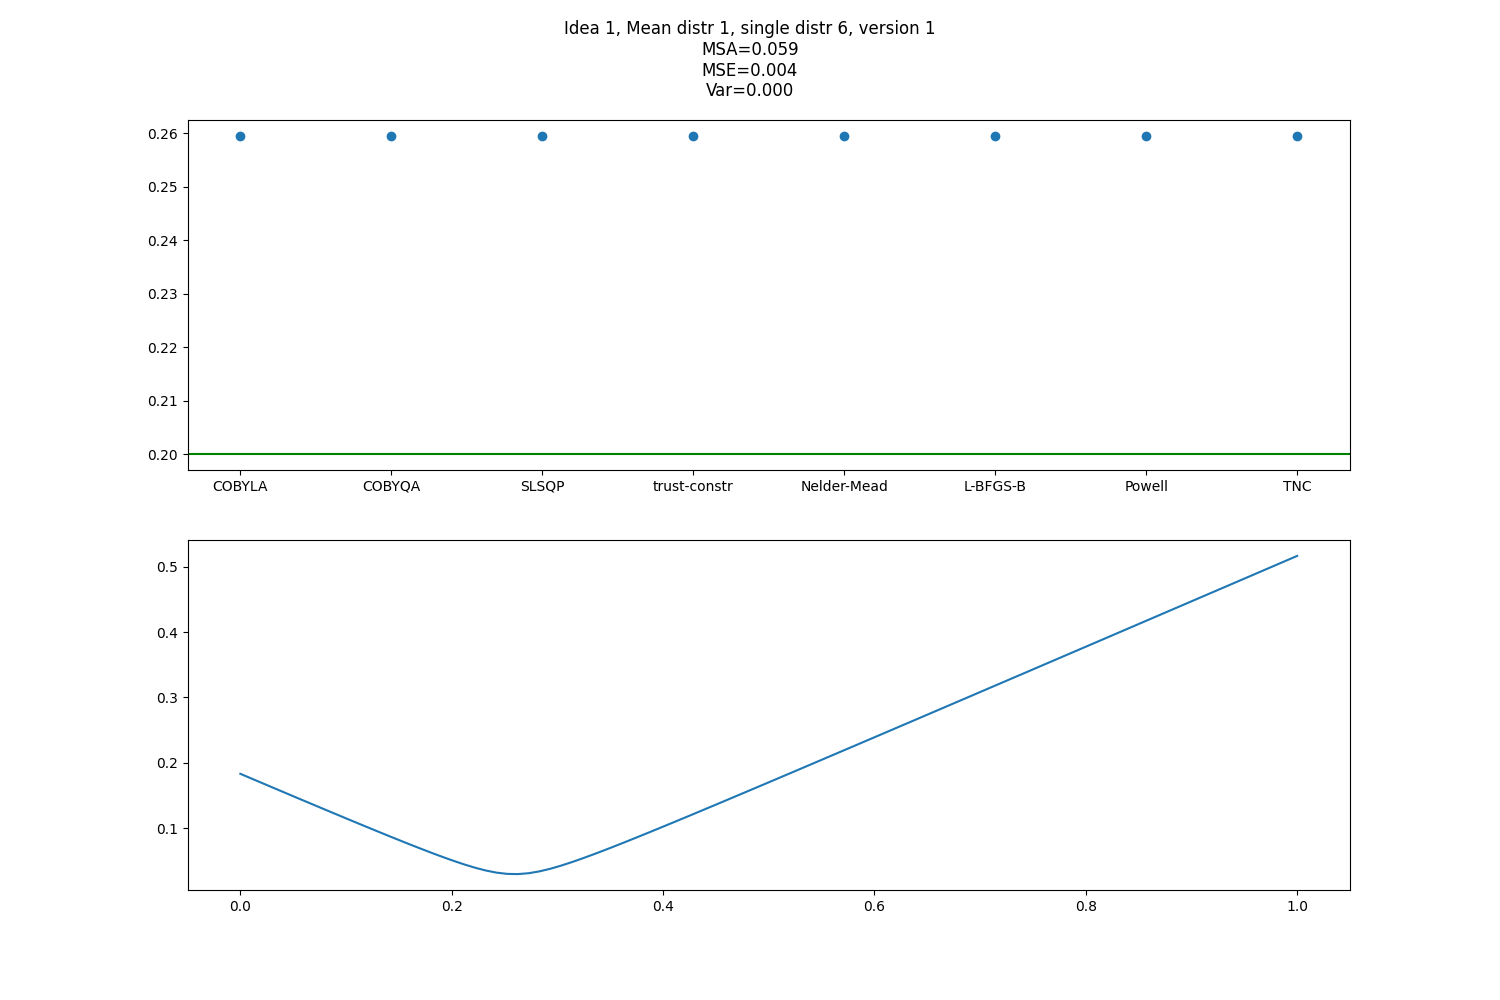 Idea 1, Mean distr 1, single distr 6, version 1
MSA=0.059
MSE=0.004
Var=0.000
0.26
0.25
0.24
0.23
0.22
0.21
0.20
COBYLA COBYQA SLSQP trust-constr Nelder-Mead L-BFGS-B Powell TNC
0.5
0.4
0.3
0.2
0.1
0.0 0.2 0.4 0.6 0.8 1.0